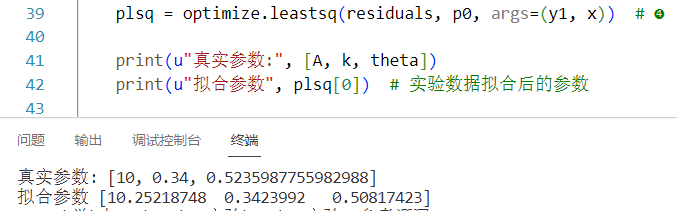 39 plsq = optimize.leastsq(residuals, p0, args=(y1, x)) # ❹
40
41 print(u"真实参数:", [A, k, theta])
42 print(u"拟合参数", plsq[0]) # 实验数据拟合后的参数
43
问题 输出 调试控制台 终端
真实参数: [10, 0.34, 0.5235987755982988]
拟合参数 [10.25218748 0.3423992 0.50817423]